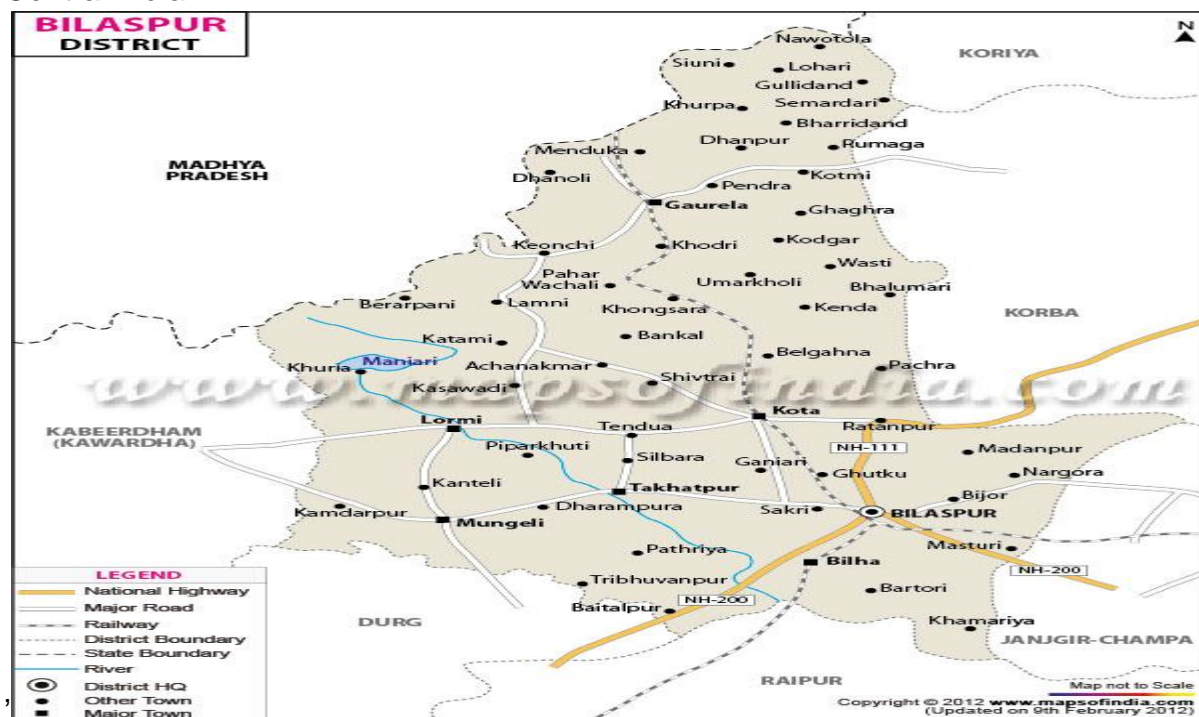 BILASPUR
DISTRICT
N
Nawotola
KORIYA
Siuni
Lohari
Gullidand
Khurpa
Semardari
Bharridand
MADHYA
PRADESH
Menduka
Dhanpur
Rumaga
Dhanoli
Pendra
Kotmi
Gaurela
Ghaghra
Keonchi
Khodri
Kodgar
Pahar
Wachali
Umarkholi
Wasti
Bhalumari
Berarpani
Lamni
Khongsara
Kenda
KORBA
Katami
Bankal
Maniari
Khuria
Achanakmar
Belgahna
Pachra
Kasawadi
Shivtrai
www.mapsofindia.com
KABEERDHAM
(KAWARDHA)
Lormi
Tendua
Kota
Ratanpur
NH-111
Piparkhuti
Silbara
Ganiari
Ghutku
Madanpur
Nargora
Kanteli
Takhatpur
Bijor
Kamdarpur
Mungeli
Dharampura
Sakri
BILASPUR
Pathriya
Bilha
Masturi
NH-200
Tribhuvanpur
Bartori
Baitalpur
NH-200
Khamariya
DURG
JANJGIR-CHAMPA
RAIPUR
LEGEND
National Highway
Major Road
Railway
District Boundary
State Boundary
River
District HQ
Other Town
Major Town
,
Map not to Scale
Copyright © 2012 www.mapsofindia.com
(Updated on 9th February 2012)